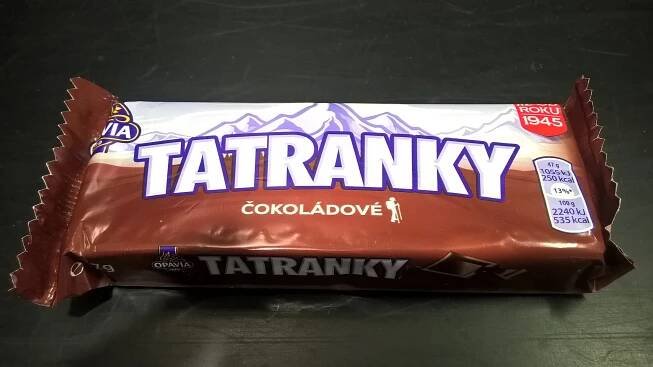 ROKU
1945
TATRANKY
ČOKOLÁDOVÉ
47 g
1055 kJ
250 kcal
13%*
100 g
2240 kJ
535 kcal
OPAVIA
TATRANKY